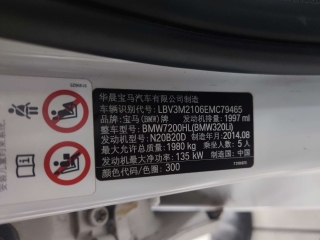 华晨宝马汽车有限公司制造
车辆识别代号: LBV3M2106EMC79465
品牌: 宝马(BMW)牌 发动机排量: 1997 ml
整车型号: BMW7200HL(BMW320Li)
发动机型号: N20B20D 制造年月: 2014.08
最大允许总质量: 1980 kg 乘坐人数: 5 人
发动机最大净功率: 135 kW 制造国: 中国
颜色代码/色圈: 300